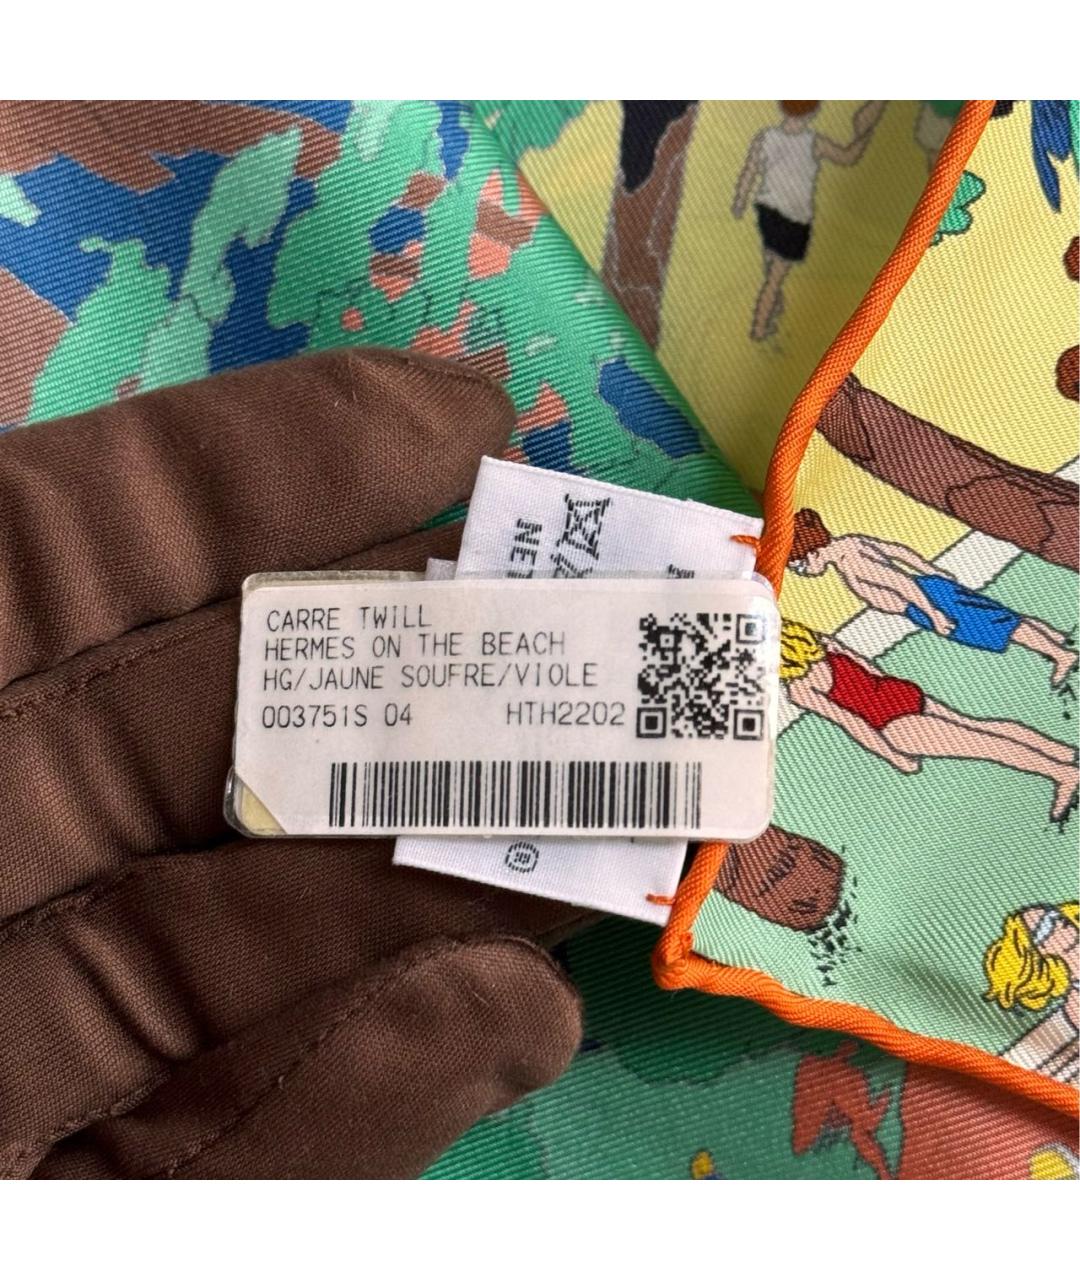 CARRE TWILL
HERMES ON THE BEACH
HG/JAUNE SOUFRE/VIOLE
003751S 04 HTH2202